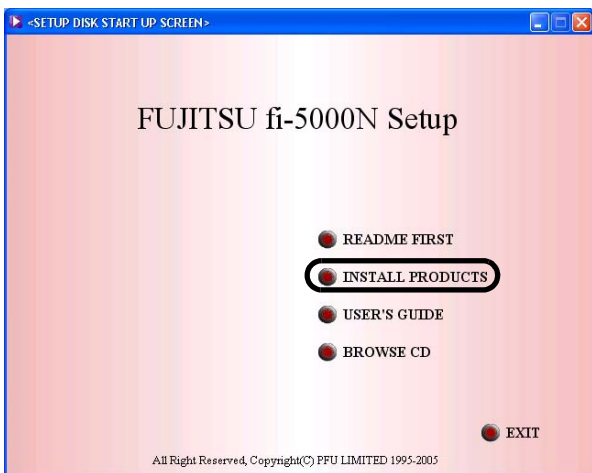 <SETUP DISK START UP SCREEN>
FUJITSU fi-5000N Setup
README FIRST
INSTALL PRODUCTS
USER'S GUIDE
BROWSE CD
EXIT
All Right Reserved, Copyright(C) PFU LIMITED 1995-2005